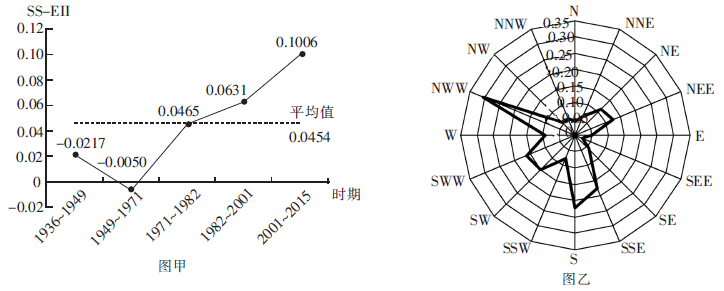 SS-EII
0.12
0.10
0.08
0.06
0.04
0.02
0
-0.02
-0.0217
-0.0050
0.0465
0.0631
0.1006
平均值
0.0454
时期
1936~1949
1949~1971
1971~1982
1982~2001
2001~2015
图甲
N
NNE
NE
NEE
E
SEE
SE
SSE
S
SSW
SW
SWW
W
NWW
NW
NNW
0.35
0.30
0.25
0.20
0.15
0.10
图乙